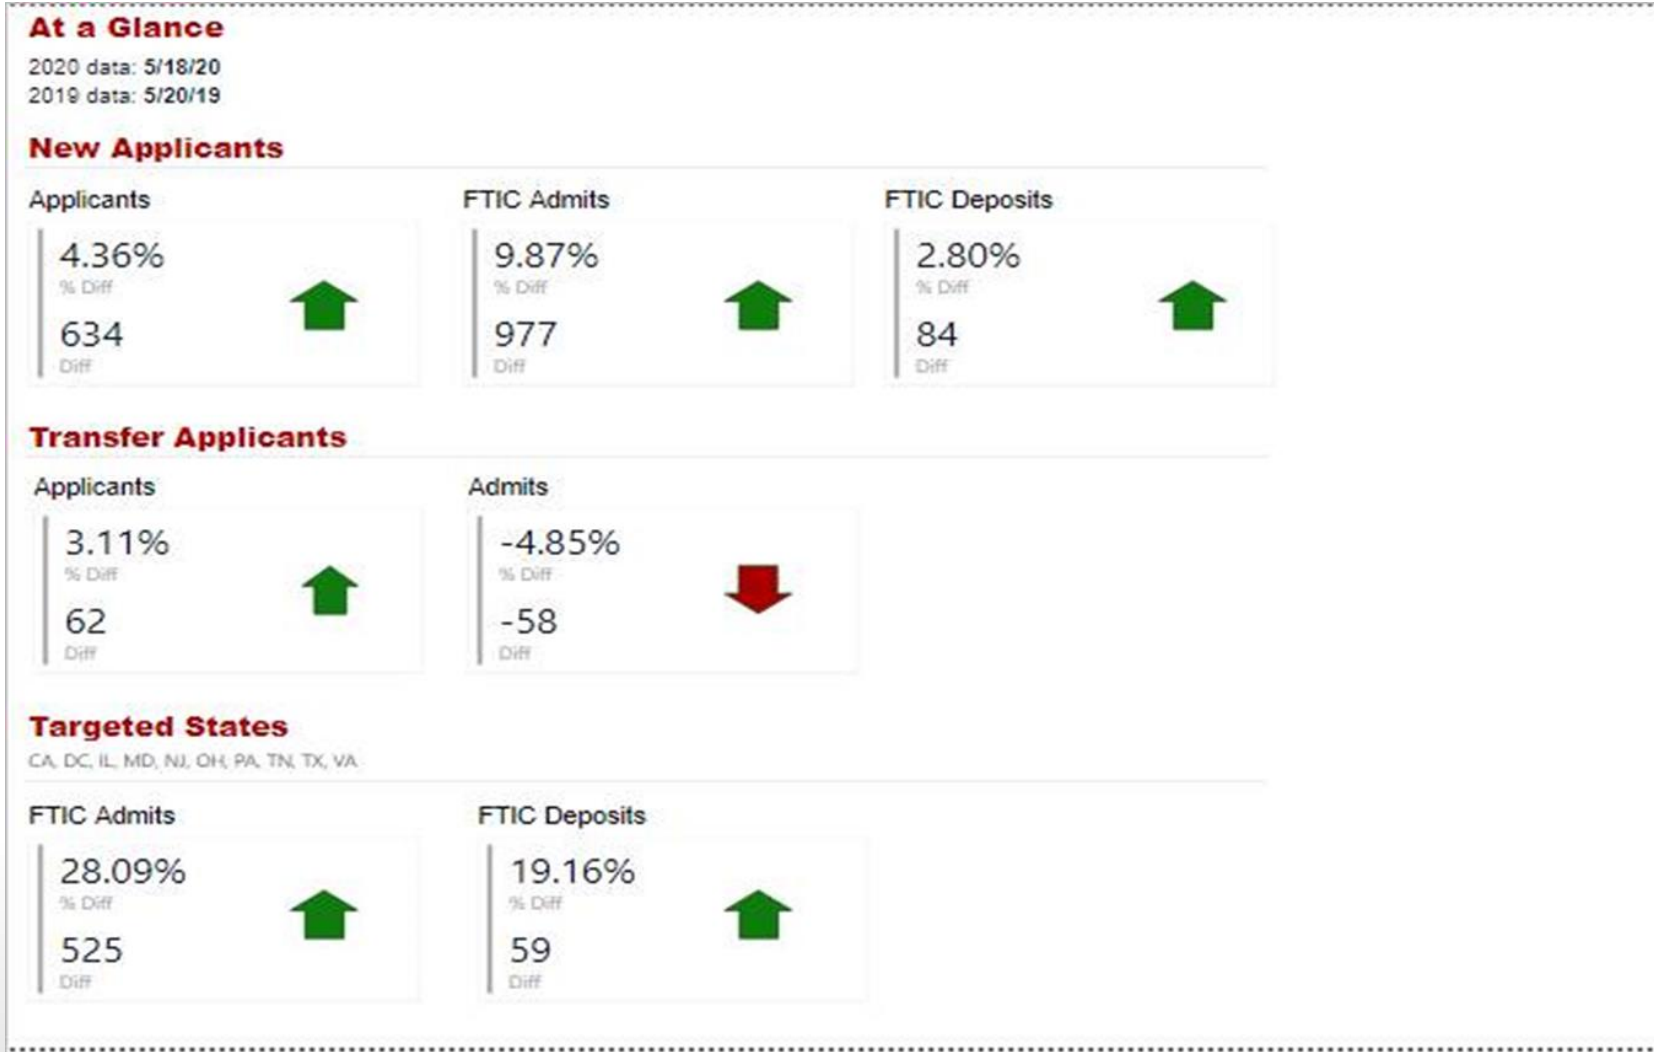 At a Glance
2020 data: 5/18/20
2019 data: 5/20/19
New Applicants
Applicants FTIC Admits FTIC Deposits
4.36% 9.87% 2.80%
% Diff % Diff % Diff
634 977 84
Diff Diff Diff
Transfer Applicants
Applicants Admits
3.11% -4.85%
% Diff % Diff
62 -58
Diff Diff
Targeted States
CA, DC, IL, MD, NJ, OH, PA, TN, TX, VA
FTIC Admits FTIC Deposits
28.09% 19.16%
% Diff % Diff
525 59
Diff Diff